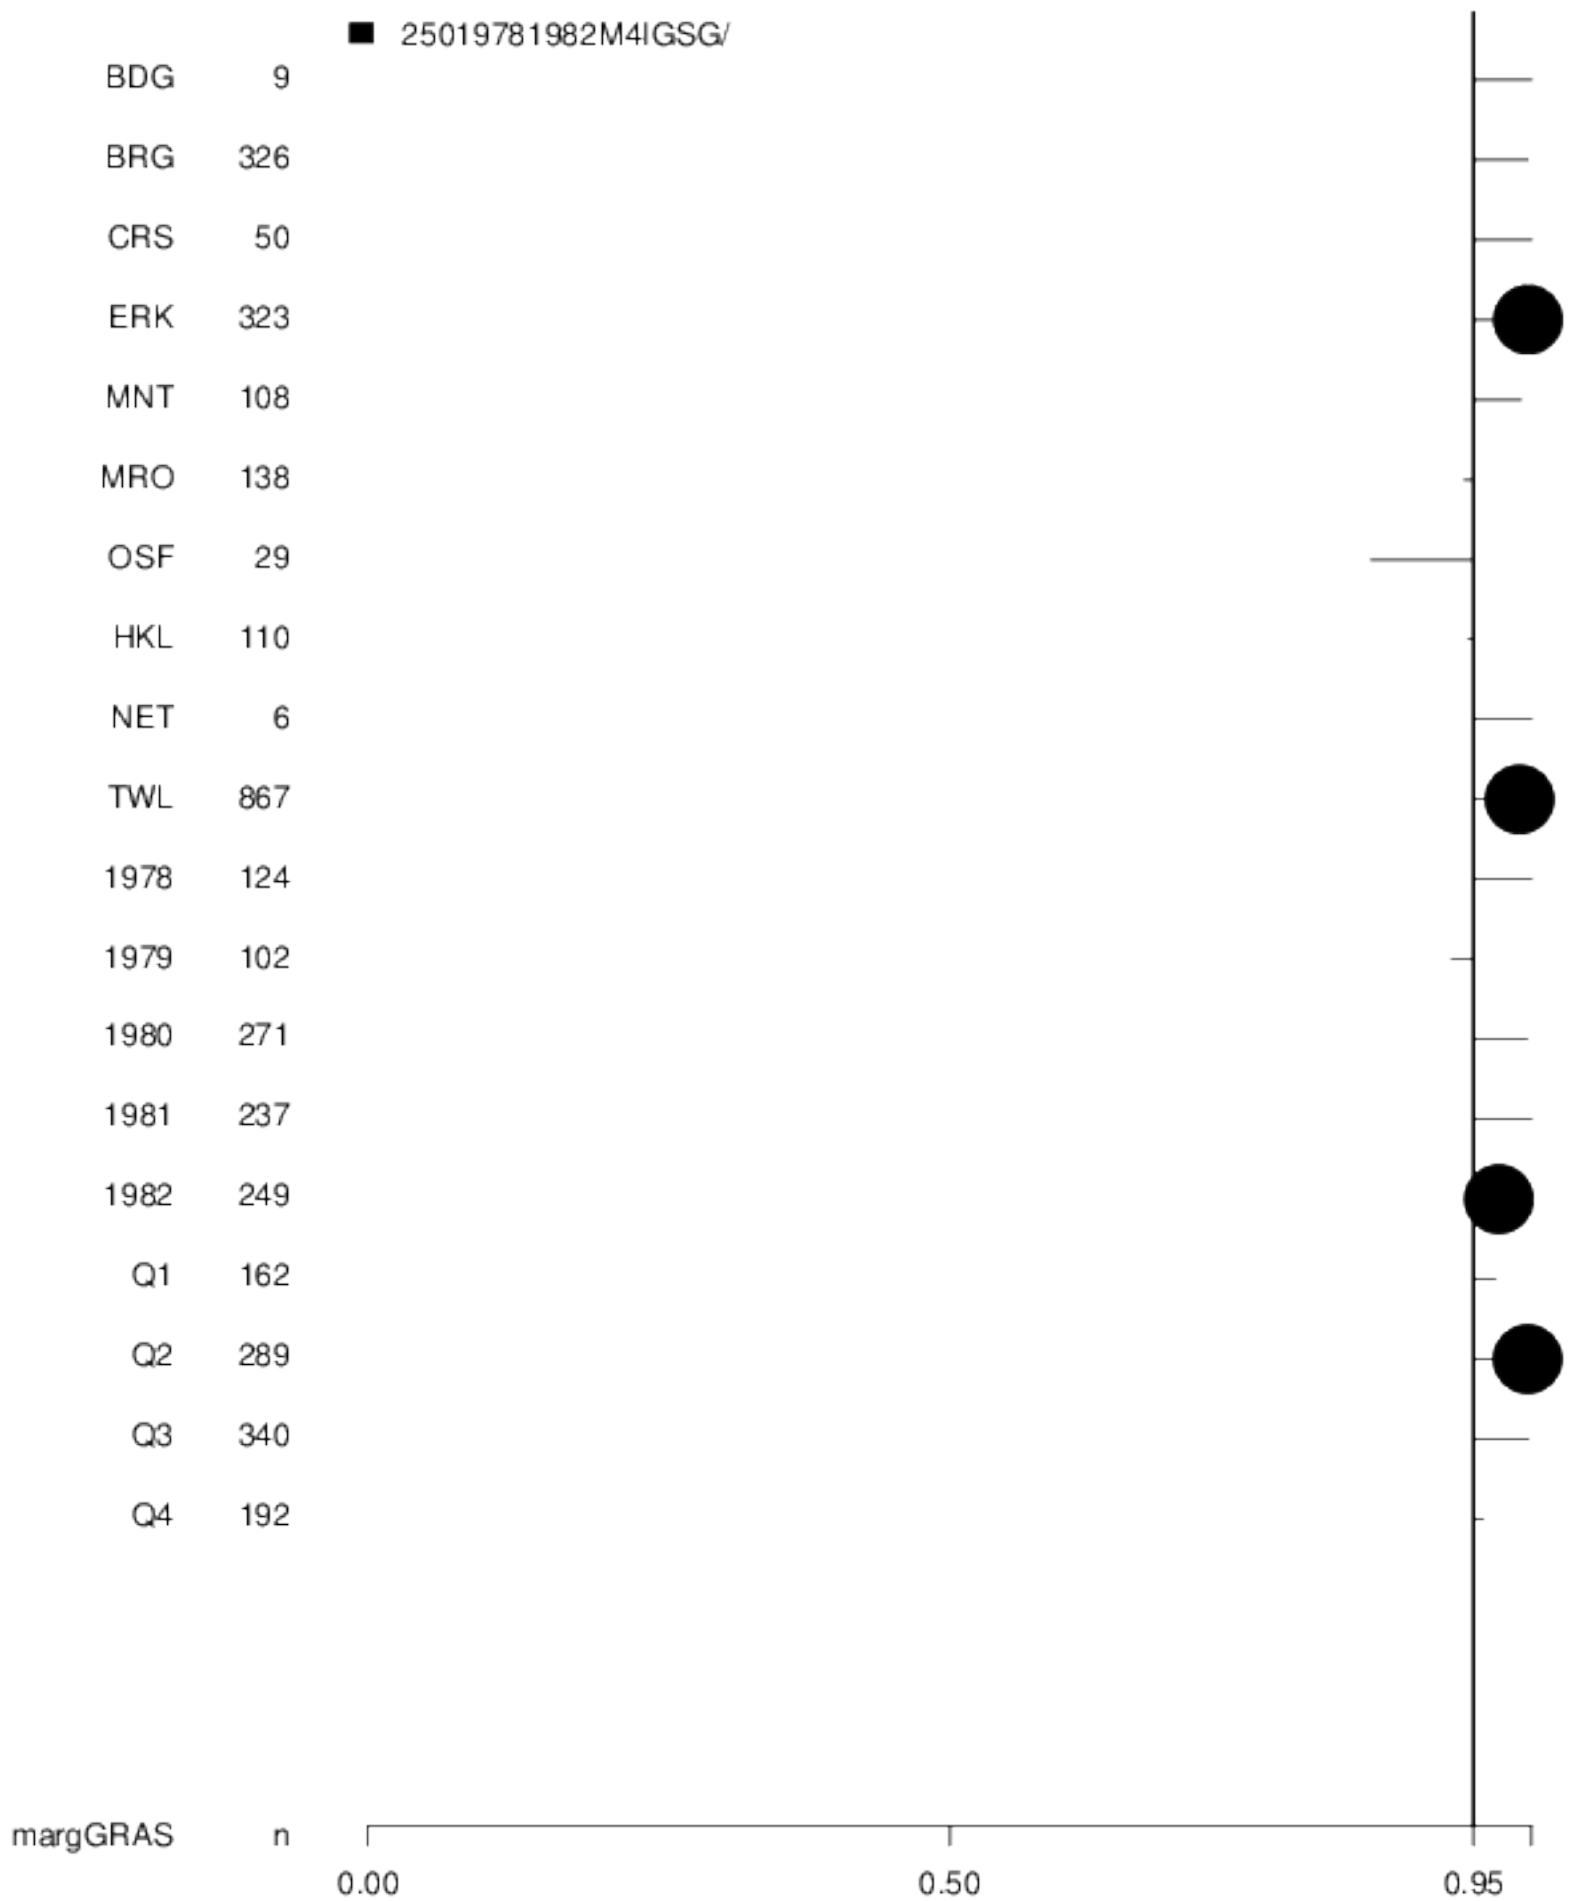 25019781982M4IGSG/
BDG 9
BRG 326
CRS 50
ERK 323
MNT 108
MRO 138
OSF 29
HKL 110
NET 6
TWL 867
1978 124
1979 102
1980 271
1981 237
1982 249
Q1 162
Q2 289
Q3 340
Q4 192
margGRAS n
0.00 0.50 0.95